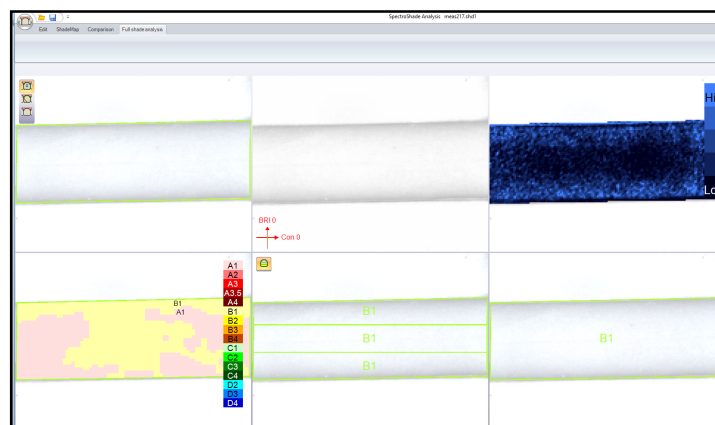 SpectroShade Analysis meas217.shd1
Edit ShadeMap Comparison Full shade analysis
Hi
Lo
BRI 0
Con 0
B1
A1
A1
A2
A3
A3.5
A4
B1
B2
B3
B4
C1
C2
C3
C4
D2
D3
D4
B1
B1
B1
B1